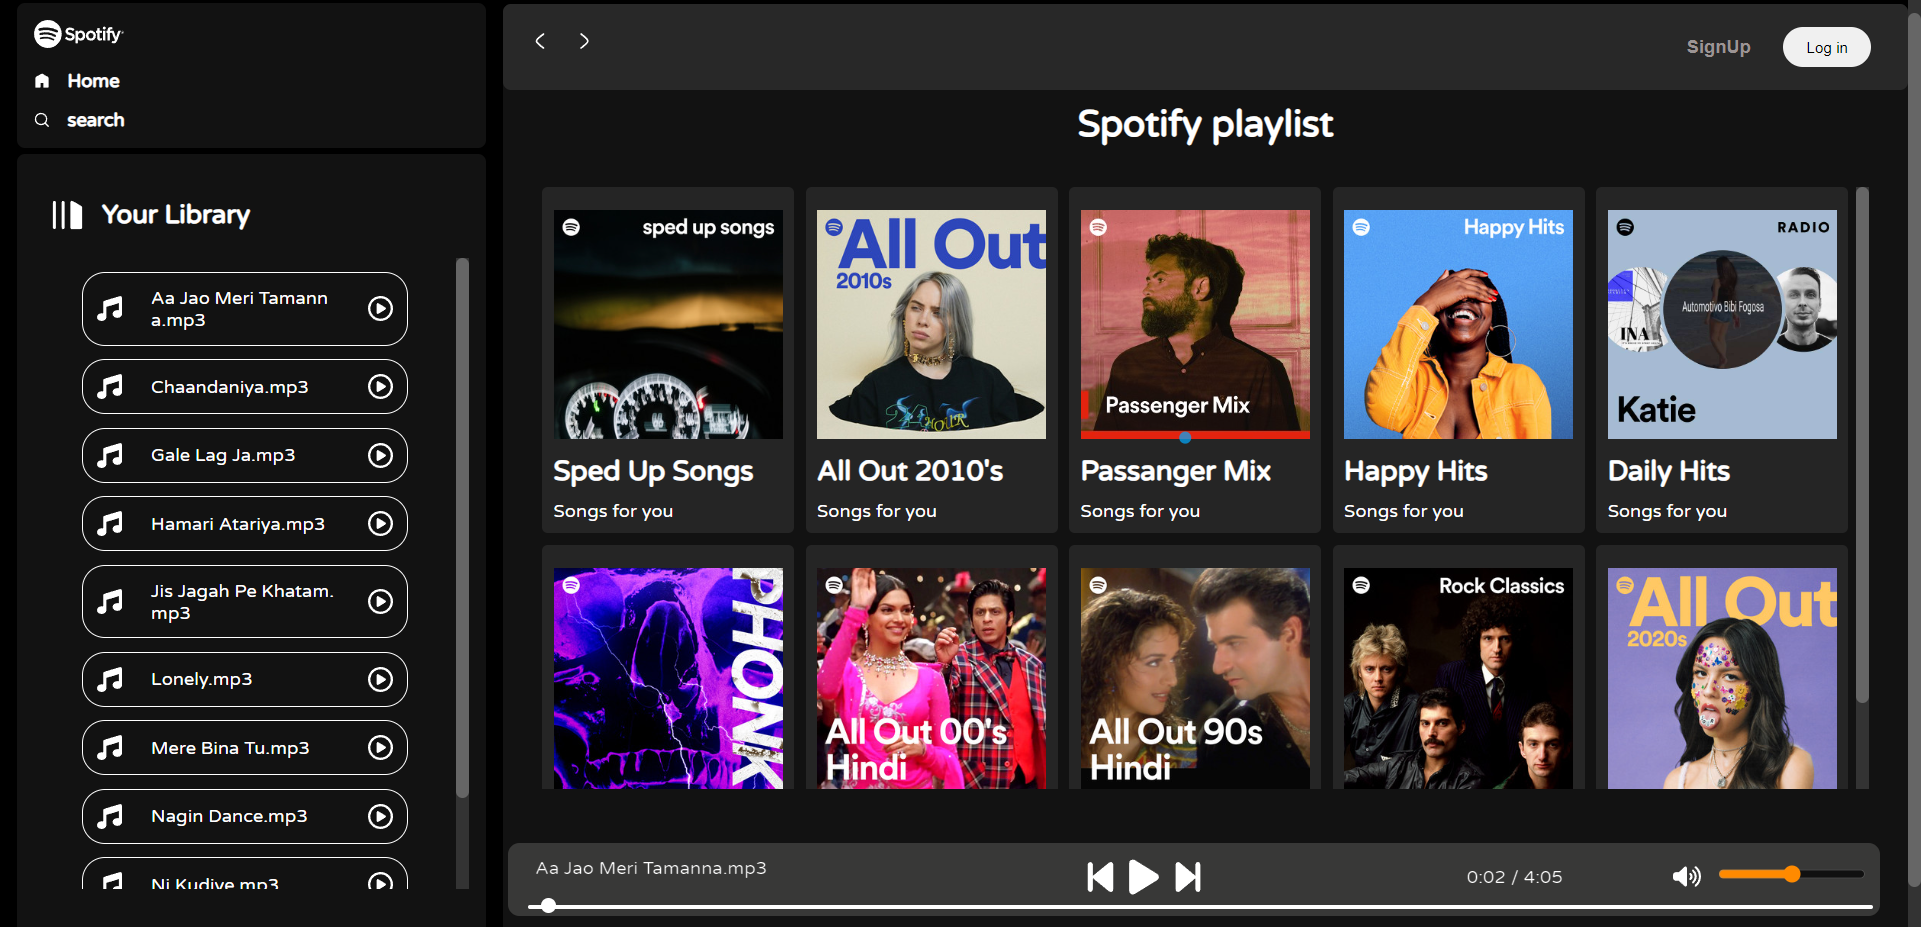 Spotify
Home
search
Your Library
Aa Jao Meri Tamann
a.mp3
Chaandaniya.mp3
Gale Lag Ja.mp3
Hamari Atariya.mp3
Jis Jagah Pe Khatam.
mp3
Lonely.mp3
Mere Bina Tu.mp3
Nagin Dance.mp3
Ni Kudiye.mp3
SignUp
Log in
Spotify playlist
sped up songs
Sped Up Songs
Songs for you
All Out
2010s
HOUR
All Out 2010's
Songs for you
Passenger Mix
Passanger Mix
Songs for you
Happy Hits
Happy Hits
Songs for you
RADIO
INA
Automotivo Bibi Fogosa
Katie
Daily Hits
Songs for you
PHONK
All Out 00's
Hindi
All Out 90s
Hindi
Rock Classics
All Out
2020s
Aa Jao Meri Tamanna.mp3
0:02 / 4:05